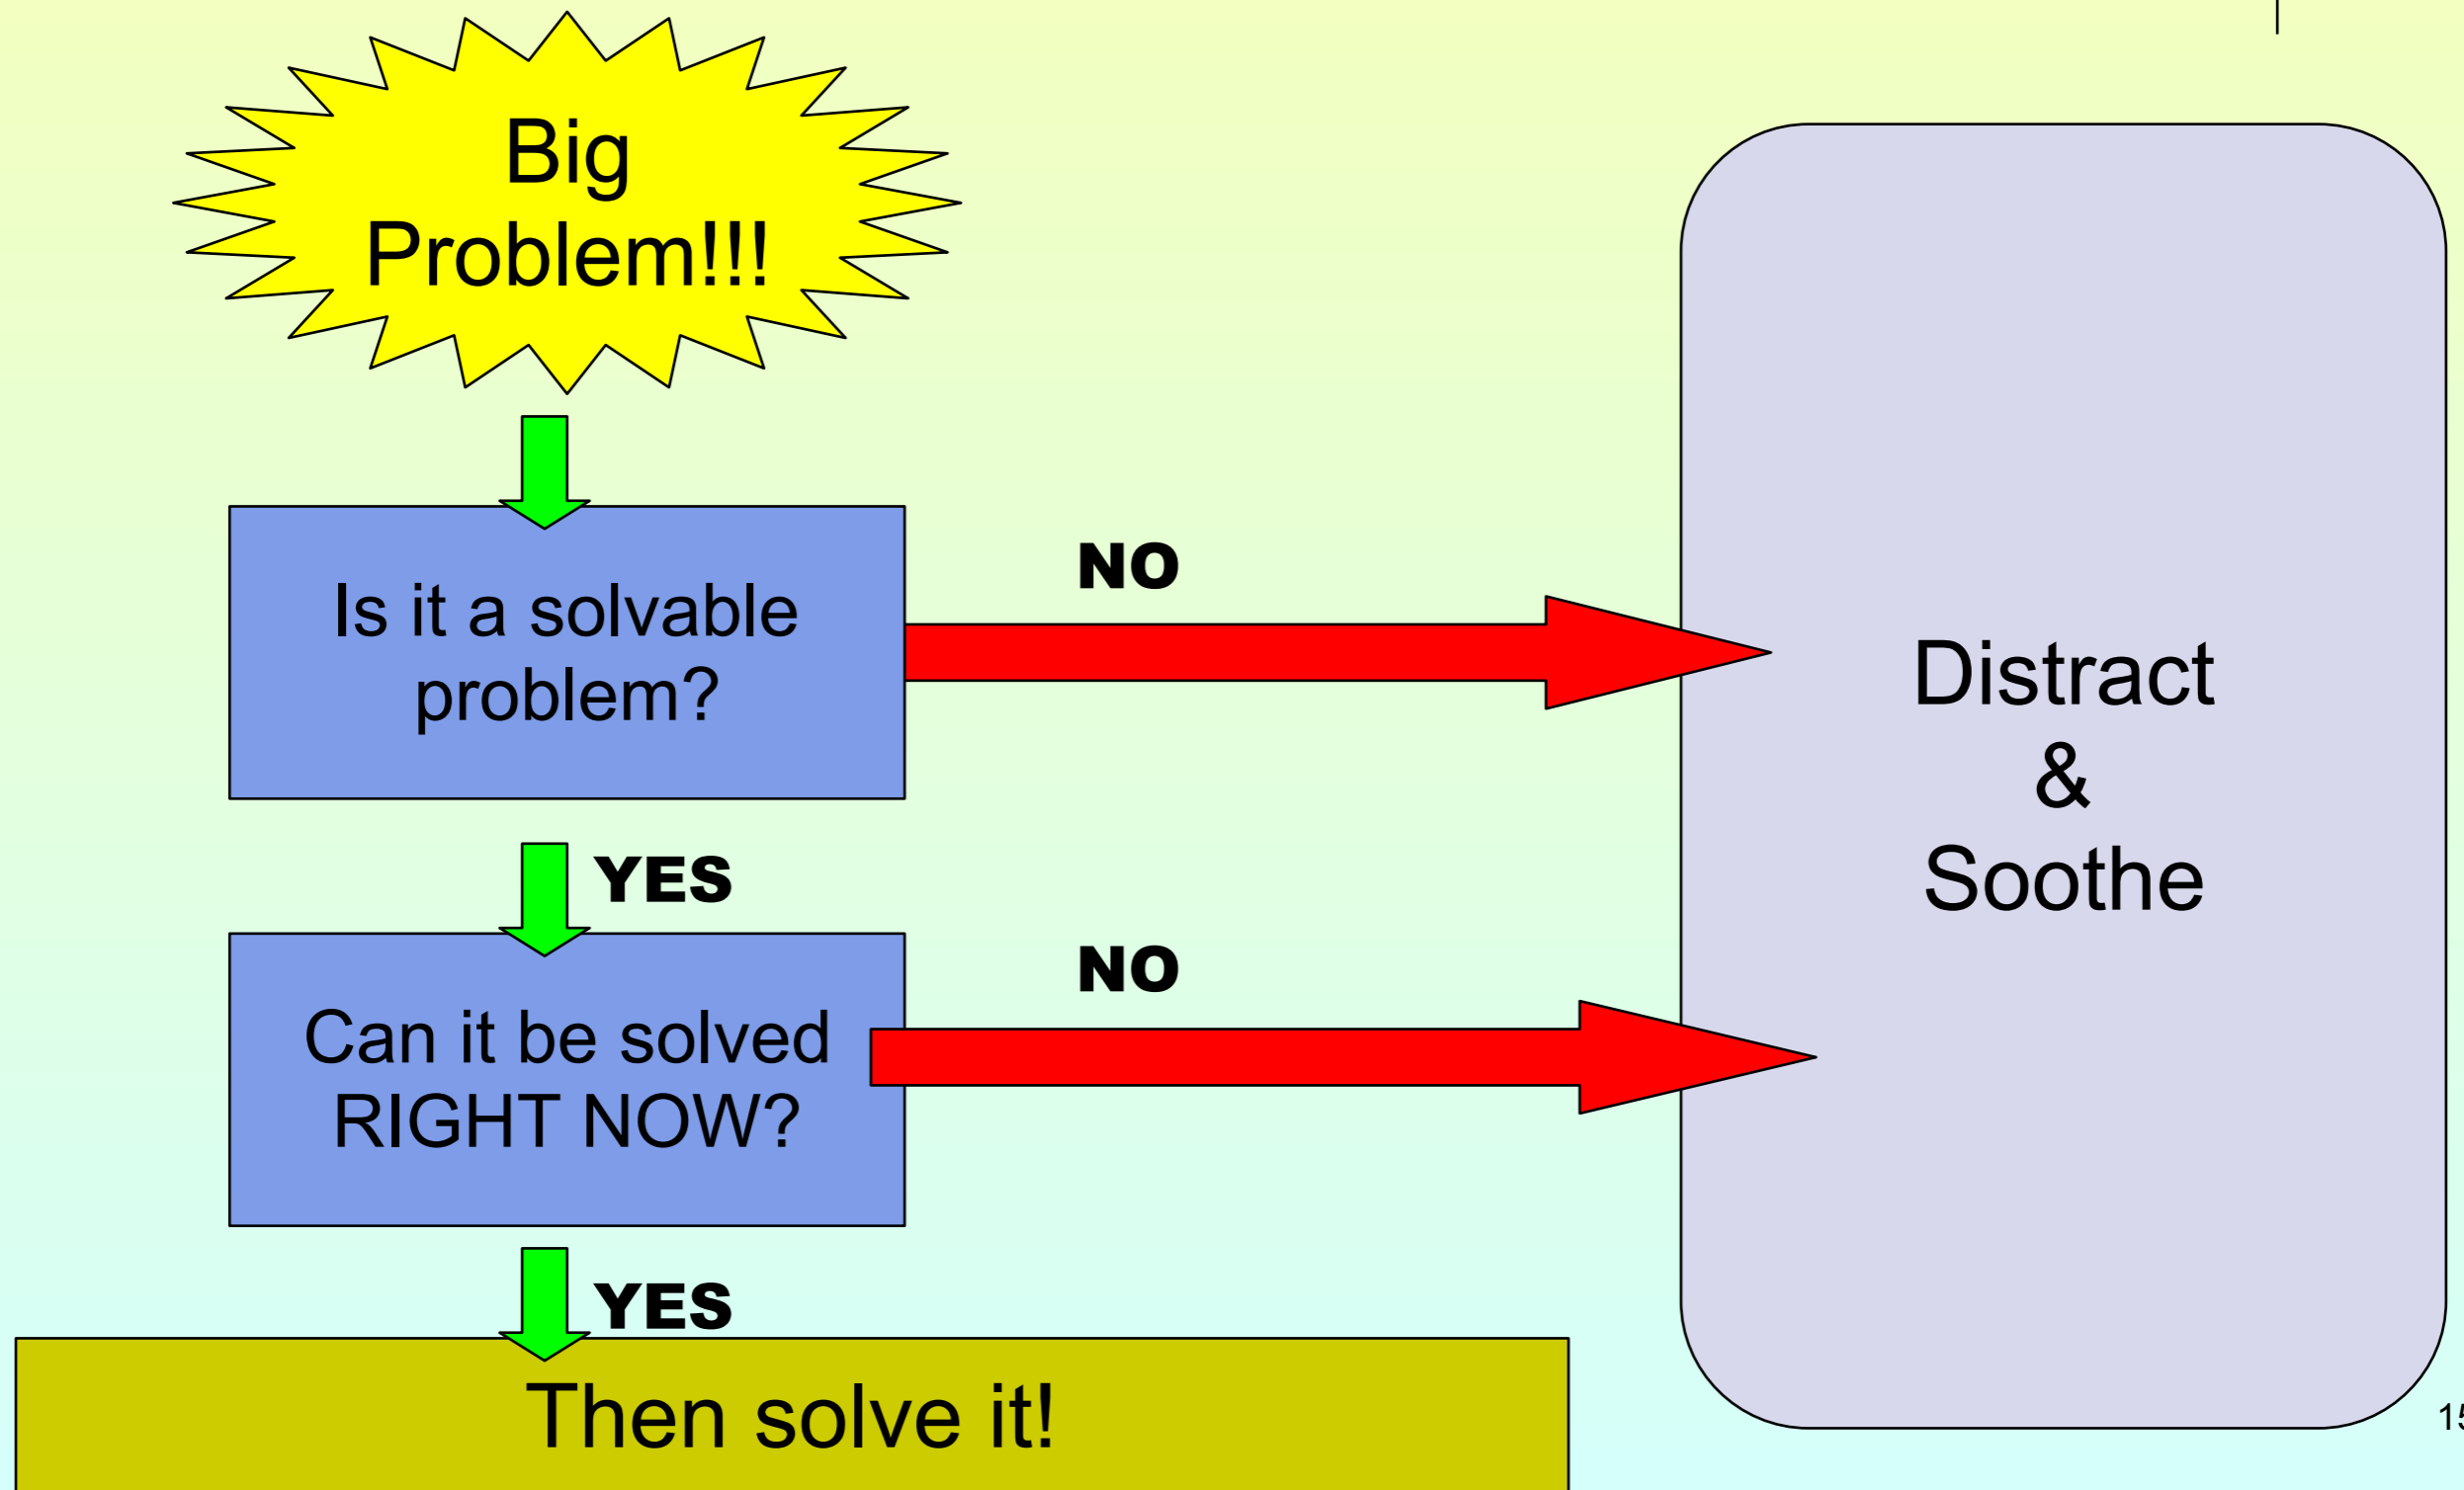 Big
Problem!!!
Is it a solvable
problem?
NO
YES
Can it be solved
RIGHT NOW?
NO
YES
Then solve it!
Distract
&
Soothe
15